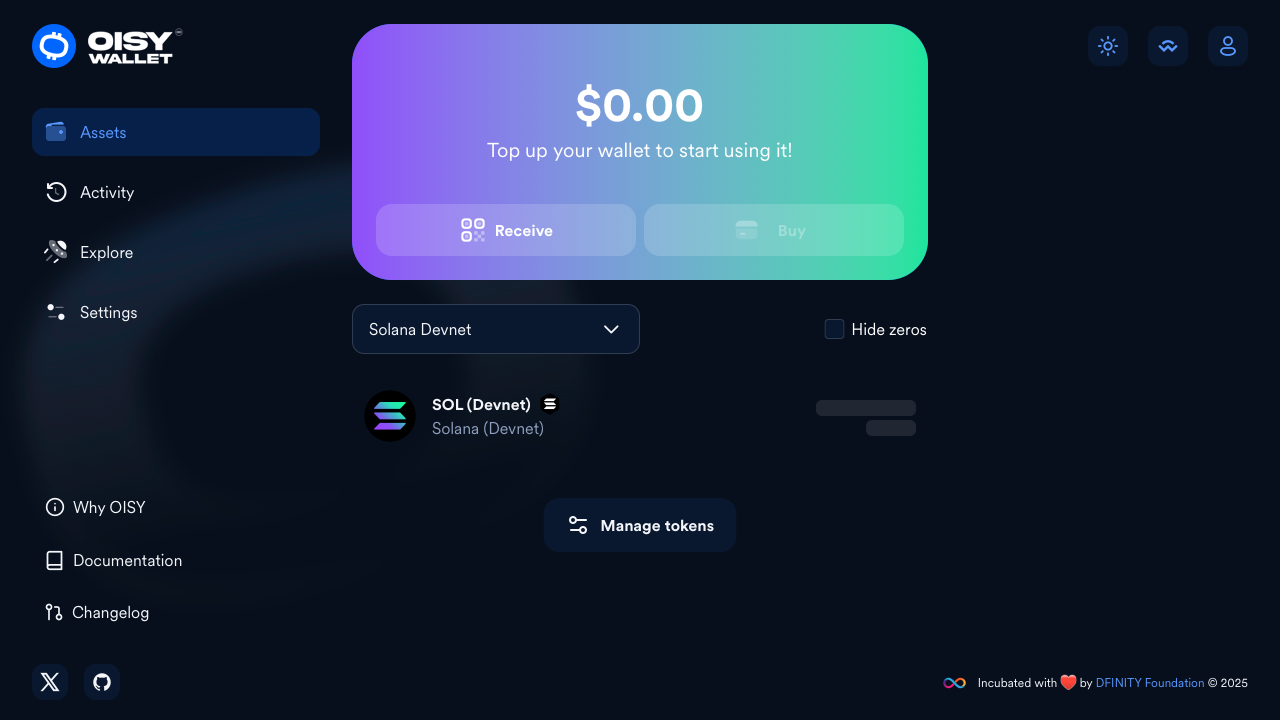 OISY
WALLET
$0.00
Top up your wallet to start using it!
Receive
Buy
Assets
Activity
Explore
Settings
Solana Devnet
Hide zeros
SOL (Devnet)
Solana (Devnet)
Manage tokens
Why OISY
Documentation
Changelog
Incubated with ❤️ by DFINITY Foundation © 2025